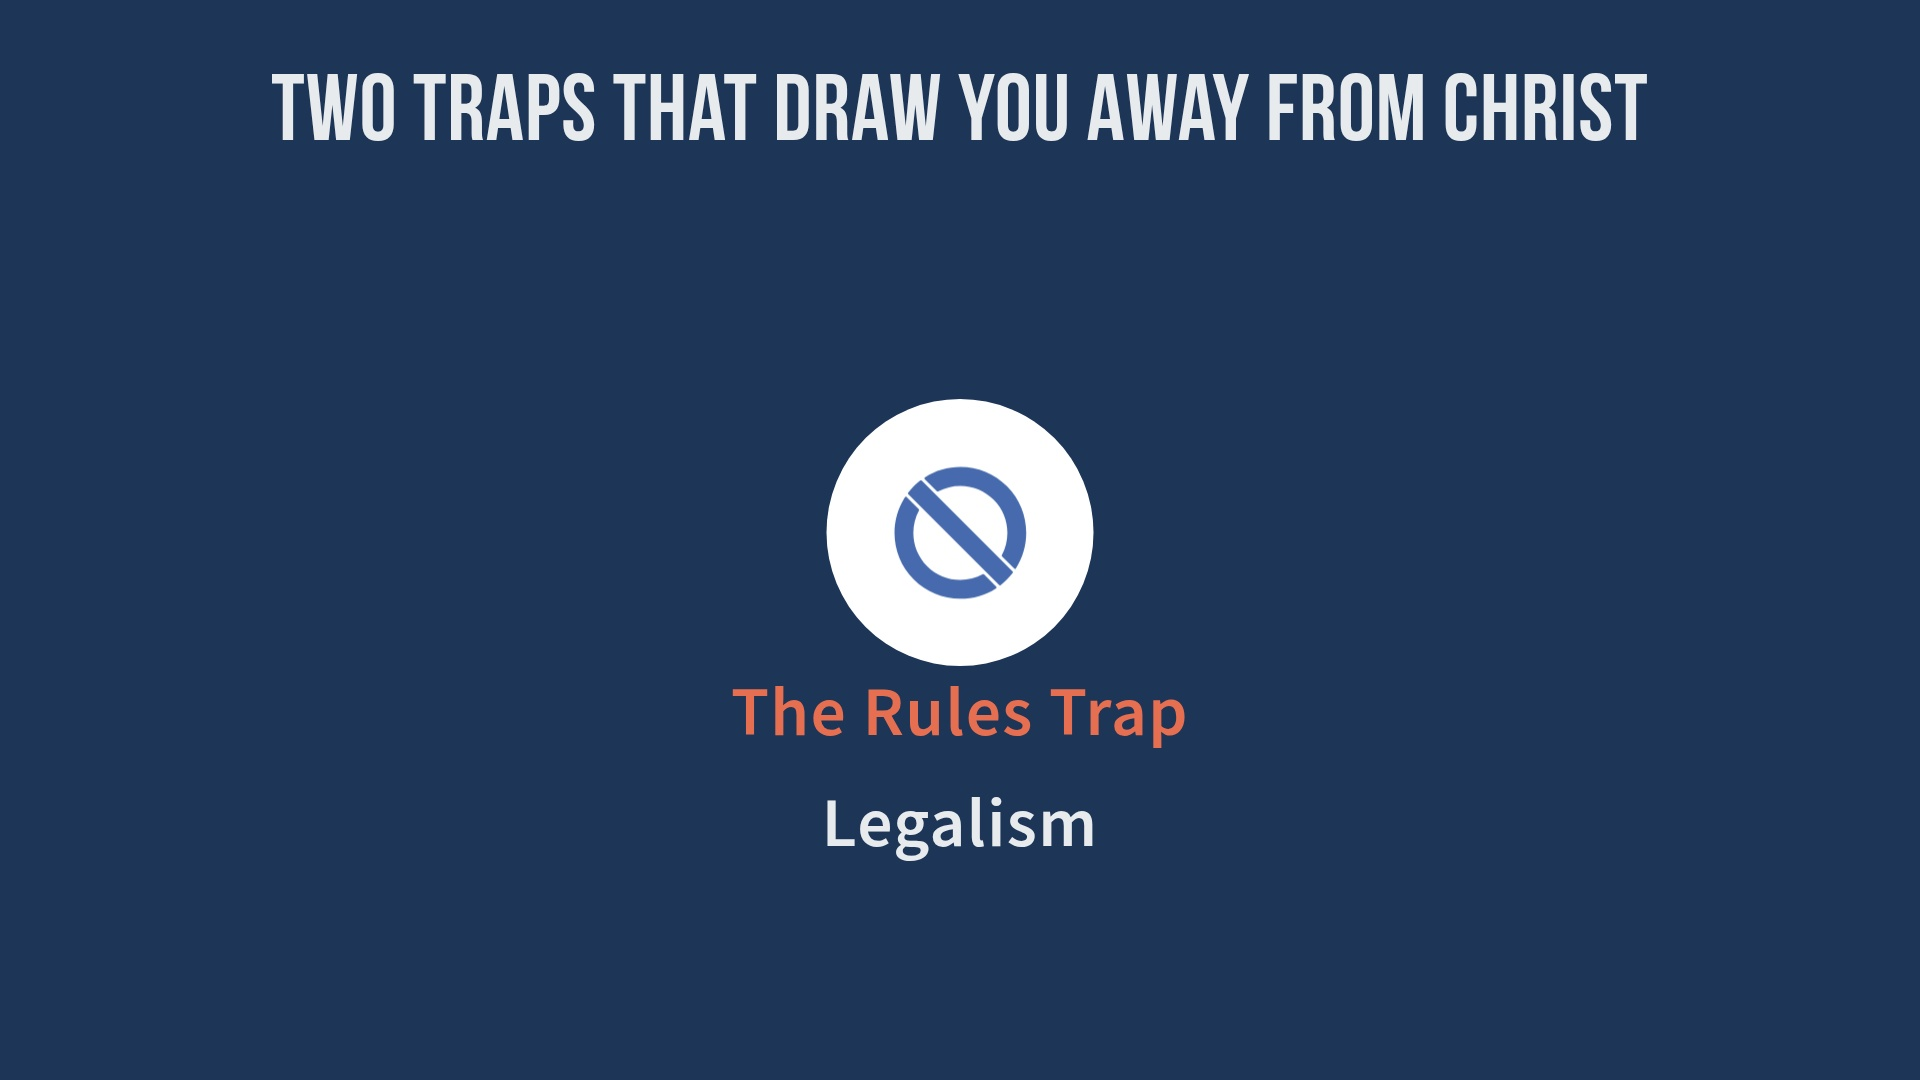 TWO TRAPS THAT DRAW YOU AWAY FROM CHRIST
The Rules Trap
Legalism